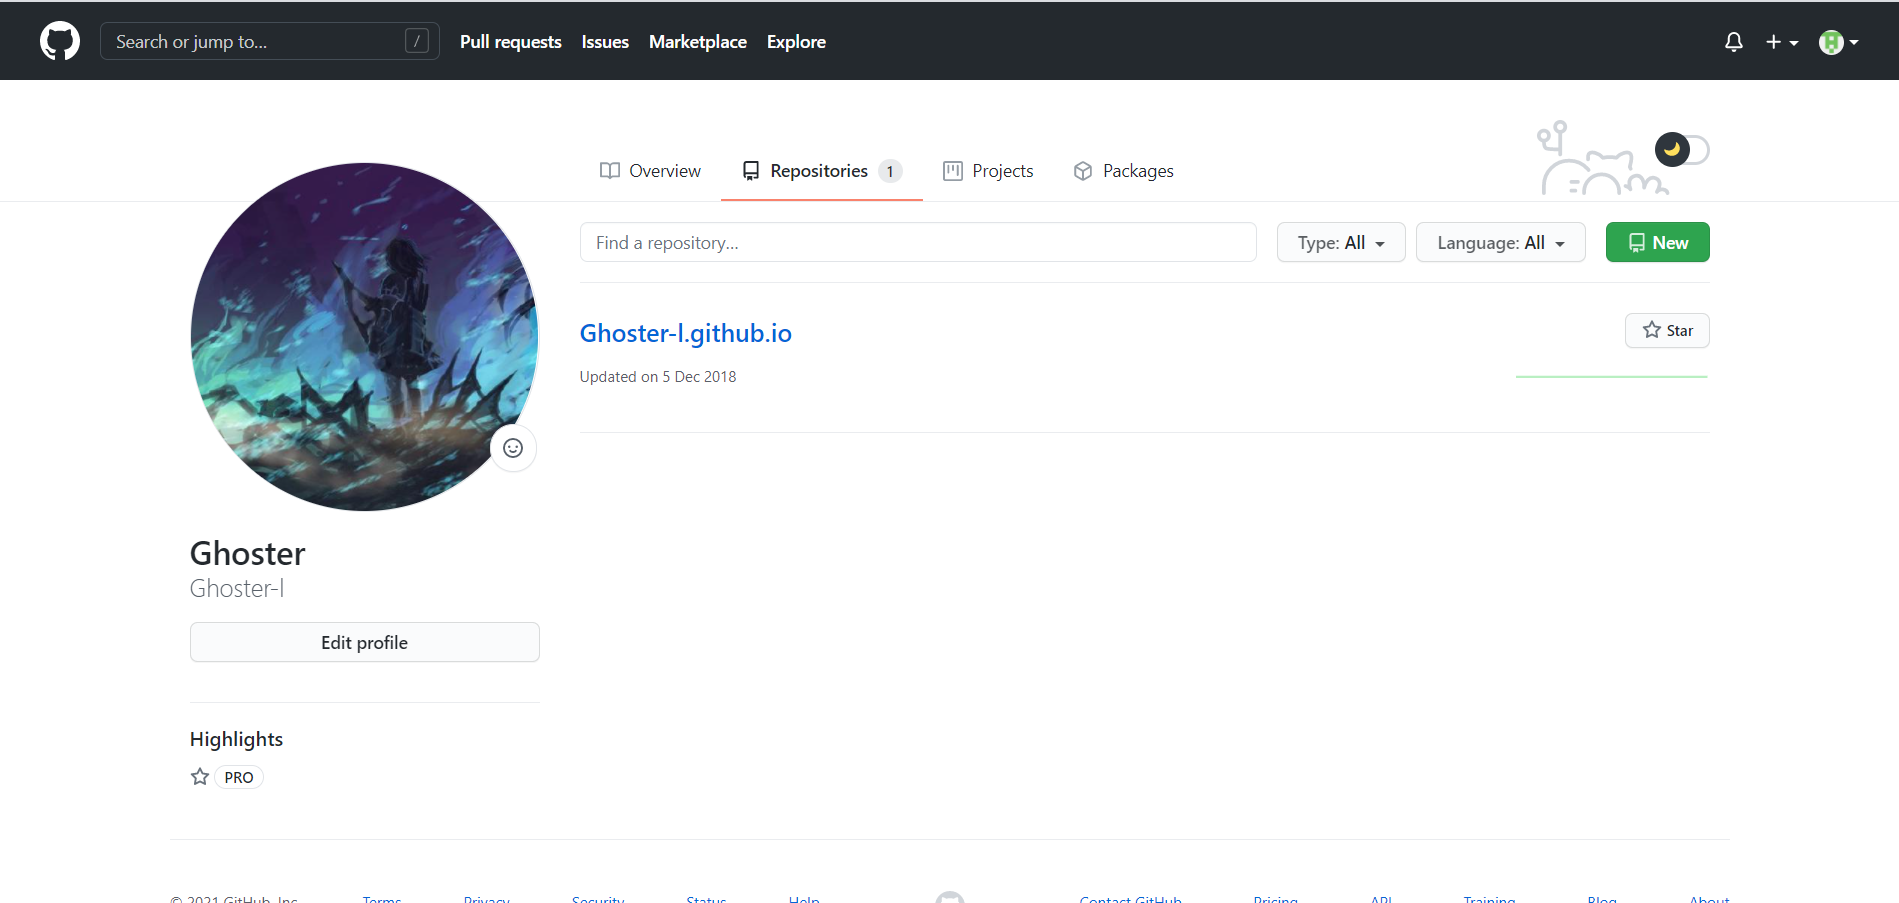 Search or jump to... /
Pull requests Issues Marketplace Explore
Overview Repositories 1 Projects Packages
Find a repository... Type: All Language: All New
Ghoster-l.github.io Star
Updated on 5 Dec 2018
Ghoster
Ghoster-l
Edit profile
Highlights
PRO
© 2021 GitHub, Inc. Terms Privacy Security Status Help Contact GitHub Pricing API Training Blog About